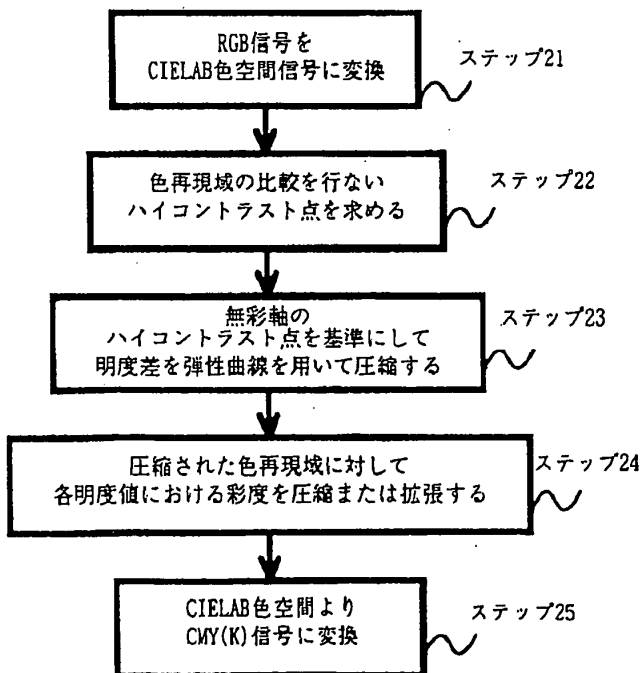 RGB信号を
CIELAB色空間信号に変換
ステップ21
色再現域の比較を行ない
ハイコントラスト点を求める
ステップ22
無彩軸の
ハイコントラスト点を基準にして
明度差を弾性曲線を用いて圧縮する
ステップ23
圧縮された色再現域に対して
各明度値における彩度を圧縮または拡張する
ステップ24
CIELAB色空間より
CMY(K)信号に変換
ステップ25